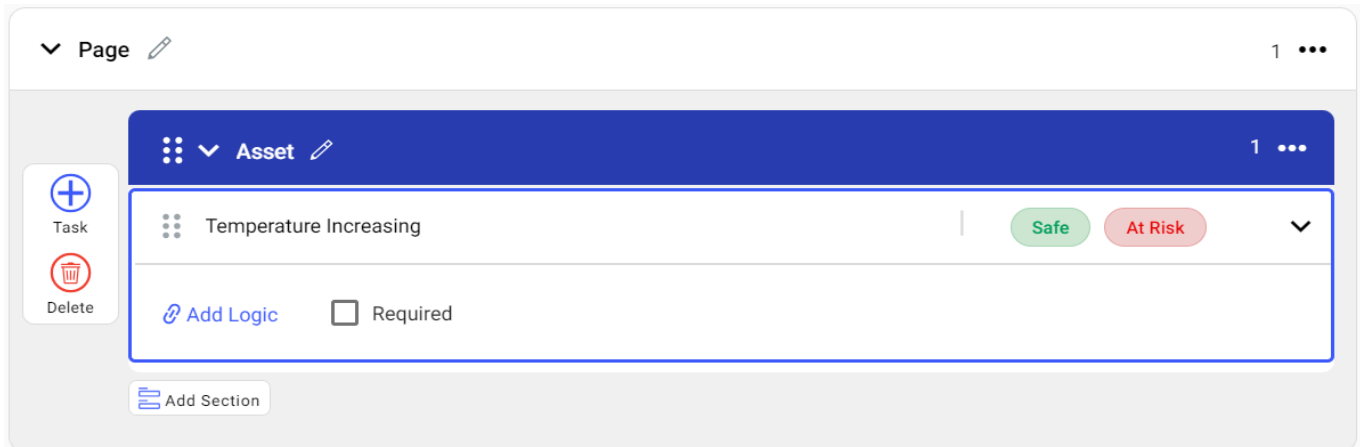 Page 1
Asset 1
Task
Temperature Increasing Safe At Risk
Delete
Add Logic Required
Add Section